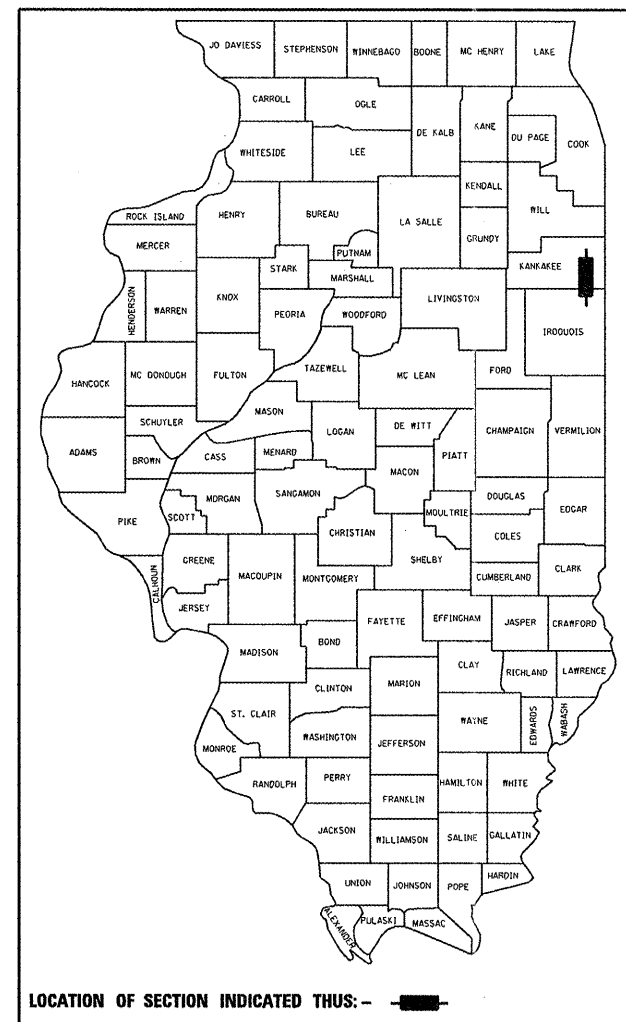 JO DAVIESS
STEPHENSON
WINNEBAGO
BOONE
MC HENRY
LAKE
CARROLL
OGLE
DE KALB
KANE
DU PAGE
COOK
WHITESIDE
LEE
KENDALL
WILL
ROCK ISLAND
HENRY
BUREAU
LA SALLE
GRUNDY
MERCER
PUTNAM
STARK
MARSHALL
KANKAKEE
HENDERSON
WARREN
KNOX
PEORIA
WOODFORD
LIVINGSTON
IROQUOIS
HANCOCK
MC DONOUGH
FULTON
TAZEWELL
MC LEAN
FORD
SCHUYLER
MASON
LOGAN
DE WITT
CHAMPAIGN
VERMILION
ADAMS
BROWN
CASS
MENARD
MACON
PIATT
PIKE
SCOTT
MORGAN
SANGAMON
CHRISTIAN
MOULTRIE
DOUGLAS
EDGAR
COLES
SHELBY
CALHOUN
GREENE
MACOUPIN
MONTGOMERY
CUMBERLAND
CLARK
JERSEY
FAYETTE
EFFINGHAM
JASPER
CRAWFORD
MADISON
BOND
CLAY
RICHLAND
LAWRENCE
CLINTON
MARION
ST. CLAIR
WAYNE
EDWARDS
WABASH
MONROE
WASHINGTON
JEFFERSON
RANDOLPH
PERRY
HAMILTON
WHITE
FRANKLIN
JACKSON
WILLIAMSON
SALINE
GALLATIN
UNION
JOHNSON
POPE
HARDIN
ALEXANDER
PULASKI
MASSAC
LOCATION OF SECTION INDICATED THUS: -